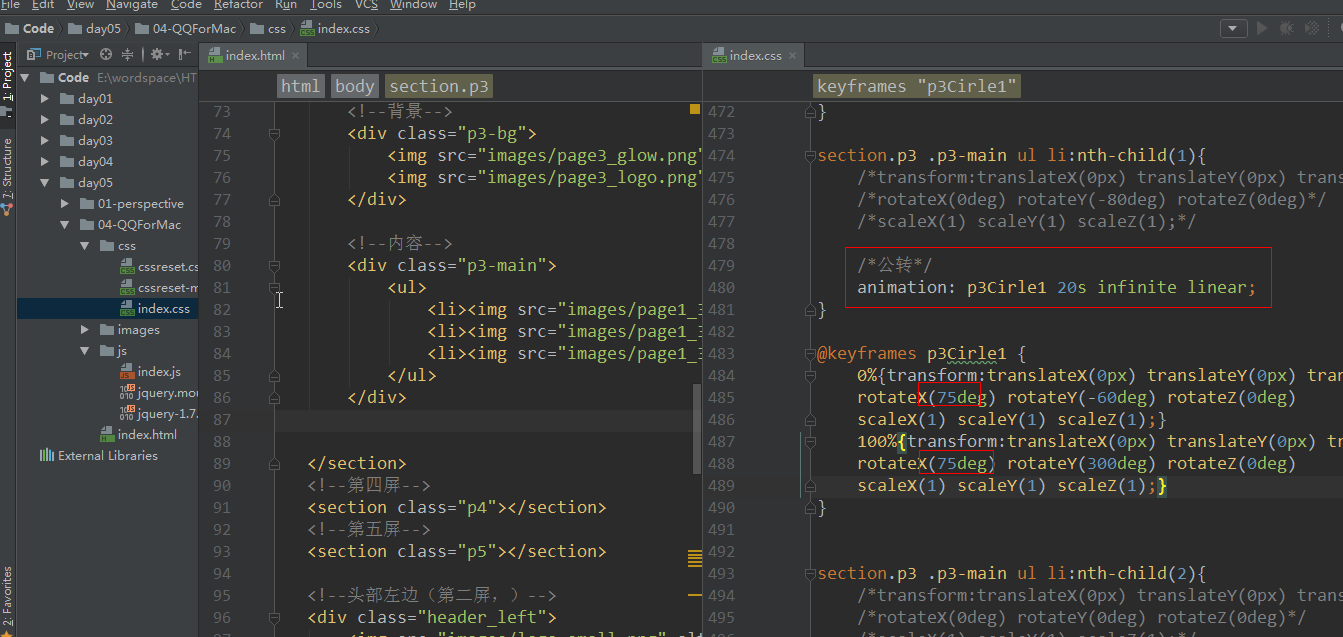 File Edit View Navigate Code Refactor Run Tools VCS Window Help
Code day05 04-QQForMac css index.css
1: Project
7: Structure
2: Favorites
Project
Code E:\wordspace\HT
day01
day02
day03
day04
day05
01-perspective
04-QQForMac
css
cssreset.cs
cssreset-m
index.css
images
js
index.js
jquery.mou
jquery-1.7.
index.html
External Libraries
index.html
html body section.p3
73 <!--背景-->
74 <div class="p3-bg">
75 <img src="images/page3_glow.png"
76 <img src="images/page3_logo.png"
77 </div>
78
79 <!--内容-->
80 <div class="p3-main">
81 <ul>
82 <li><img src="images/page1_3
83 <li><img src="images/page1_3
84 <li><img src="images/page1_3
85 </ul>
86 </div>
87
88
89 </section>
90 <!--第四屏-->
91 <section class="p4"></section>
92 <!--第五屏-->
93 <section class="p5"></section>
94
95 <!--头部左边（第二屏，）-->
96 <div class="header_left">
index.css
keyframes "p3Cirle1"
472 }
473
474 section.p3 .p3-main ul li:nth-child(1){
475 /*transform:translateX(0px) translateY(0px) trans
476 /*rotateX(0deg) rotateY(-80deg) rotateZ(0deg)*/
477 /*scaleX(1) scaleY(1) scaleZ(1);*/
478
479 /*公转*/
480 animation: p3Cirle1 20s infinite linear;
481 }
482
483 @keyframes p3Cirle1 {
484 0%{transform:translateX(0px) translateY(0px) tran
485 rotateX(75deg) rotateY(-60deg) rotateZ(0deg)
486 scaleX(1) scaleY(1) scaleZ(1);}
487 100%{transform:translateX(0px) translateY(0px) tr
488 rotateX(75deg) rotateY(300deg) rotateZ(0deg)
489 scaleX(1) scaleY(1) scaleZ(1);}
490 }
491
492
493 section.p3 .p3-main ul li:nth-child(2){
494 /*transform:translateX(0px) translateY(0px) trans
495 /*rotateX(0deg) rotateY(0deg) rotateZ(0deg)*/